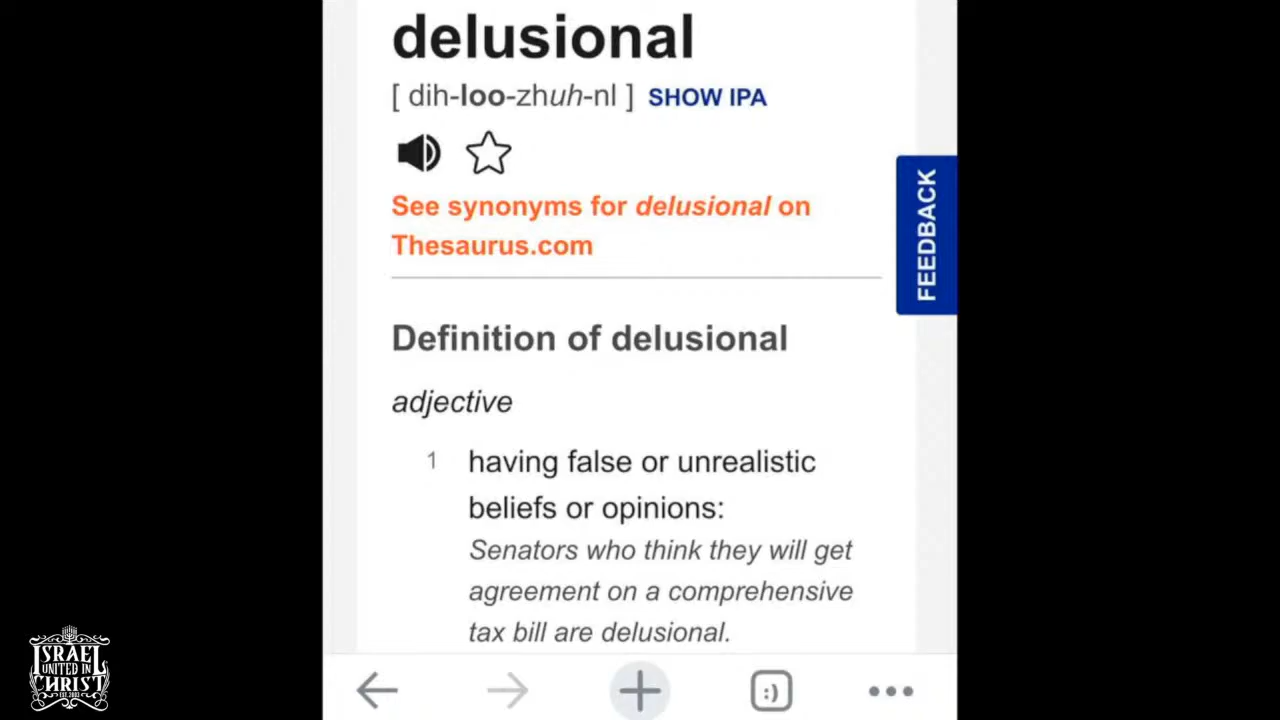 delusional
[ dih-loo-zhuh-nl ] SHOW IPA
See synonyms for delusional on
Thesaurus.com
FEEDBACK
Definition of delusional
adjective
1 having false or unrealistic
beliefs or opinions:
Senators who think they will get
agreement on a comprehensive
tax bill are delusional.
:)
ISRAEL
UNITED IN
CHRIST
EST. 2003